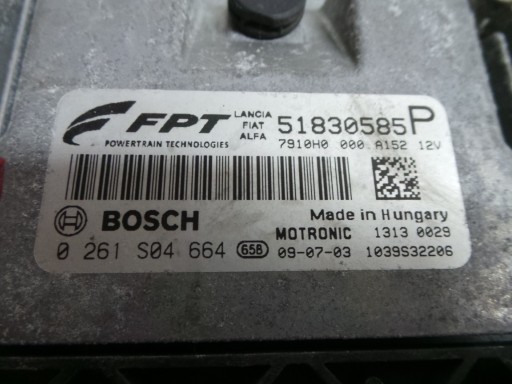 FPT
POWERTRAIN TECHNOLOGIES
LANCIA
FIAT
ALFA
51830585P
7910H0 000 A152 12V
BOSCH
Made in Hungary
0 261 S04 664 658
MOTRONIC 1313 0029
09-07-03 1039S32206